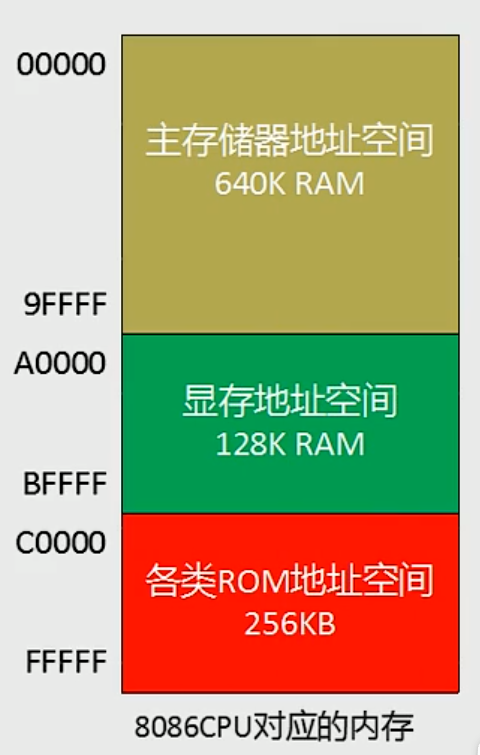 00000
主存储器地址空间
640K RAM
9FFFF
A0000
显存地址空间
128K RAM
BFFFF
C0000
各类ROM地址空间
256KB
FFFFF
8086CPU对应的内存